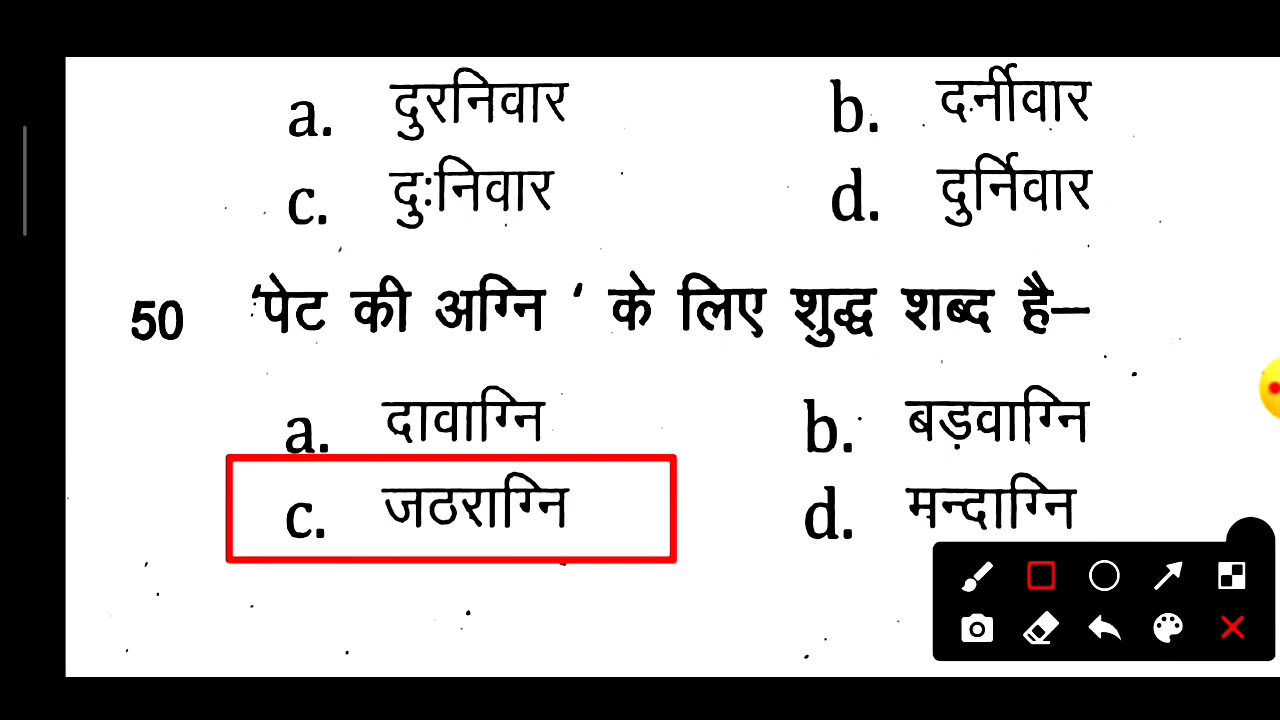 a. दुरनिवार b. दर्नीवार
c. दुःनिवार d. दुर्निवार
50 'पेट की अग्नि ' के लिए शुद्ध शब्द है–
a. दावाग्नि b. बड़वाग्नि
c. जठराग्नि d. मन्दाग्नि